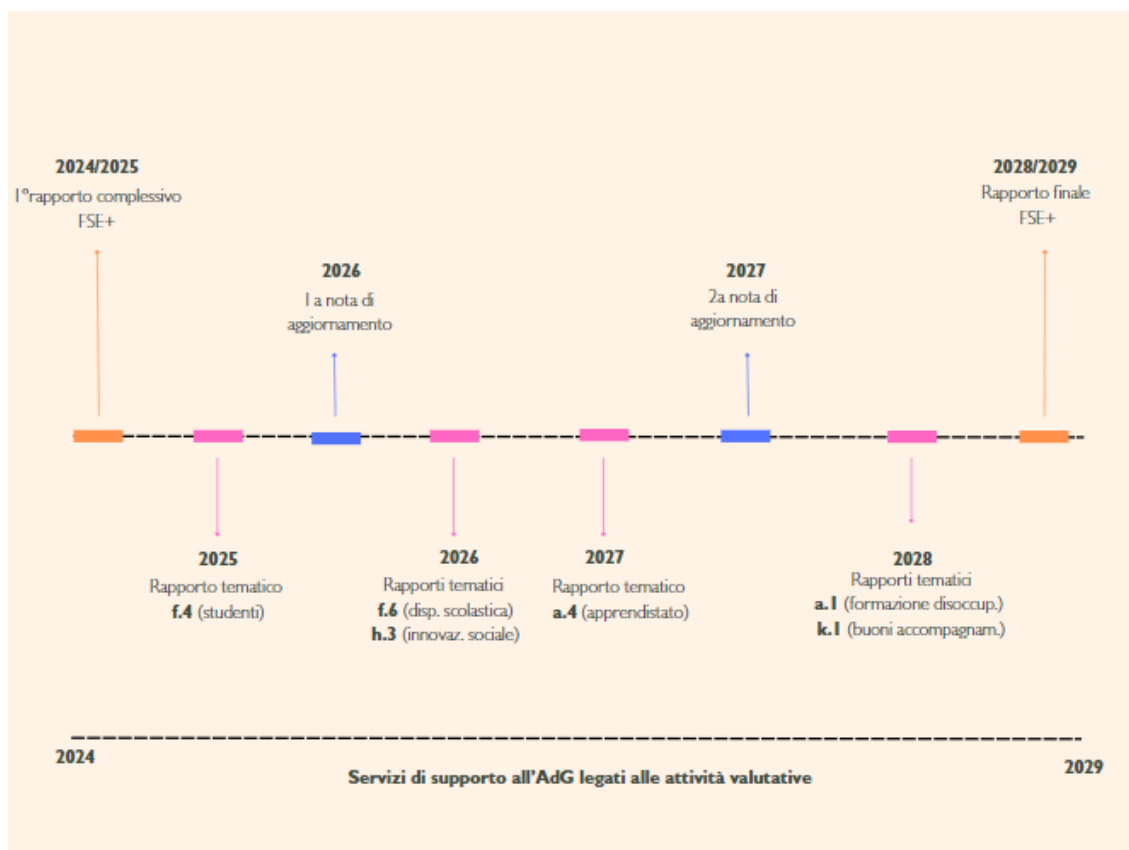 2024/2025
1°rapporto complessivo
FSE+
2028/2029
Rapporto finale
FSE+
2026
1a nota di
aggiornamento
2027
2a nota di
aggiornamento
2025
Rapporto tematico
f.4 (studenti)
2026
Rapporti tematici
f.6 (disp. scolastica)
h.3 (innovaz. sociale)
2027
Rapporto tematico
a.4 (apprendistato)
2028
Rapporti tematici
a.1 (formazione disoccup.)
k.1 (buoni accompagnam.)
2024
2029
Servizi di supporto all'AdG legati alle attività valutative